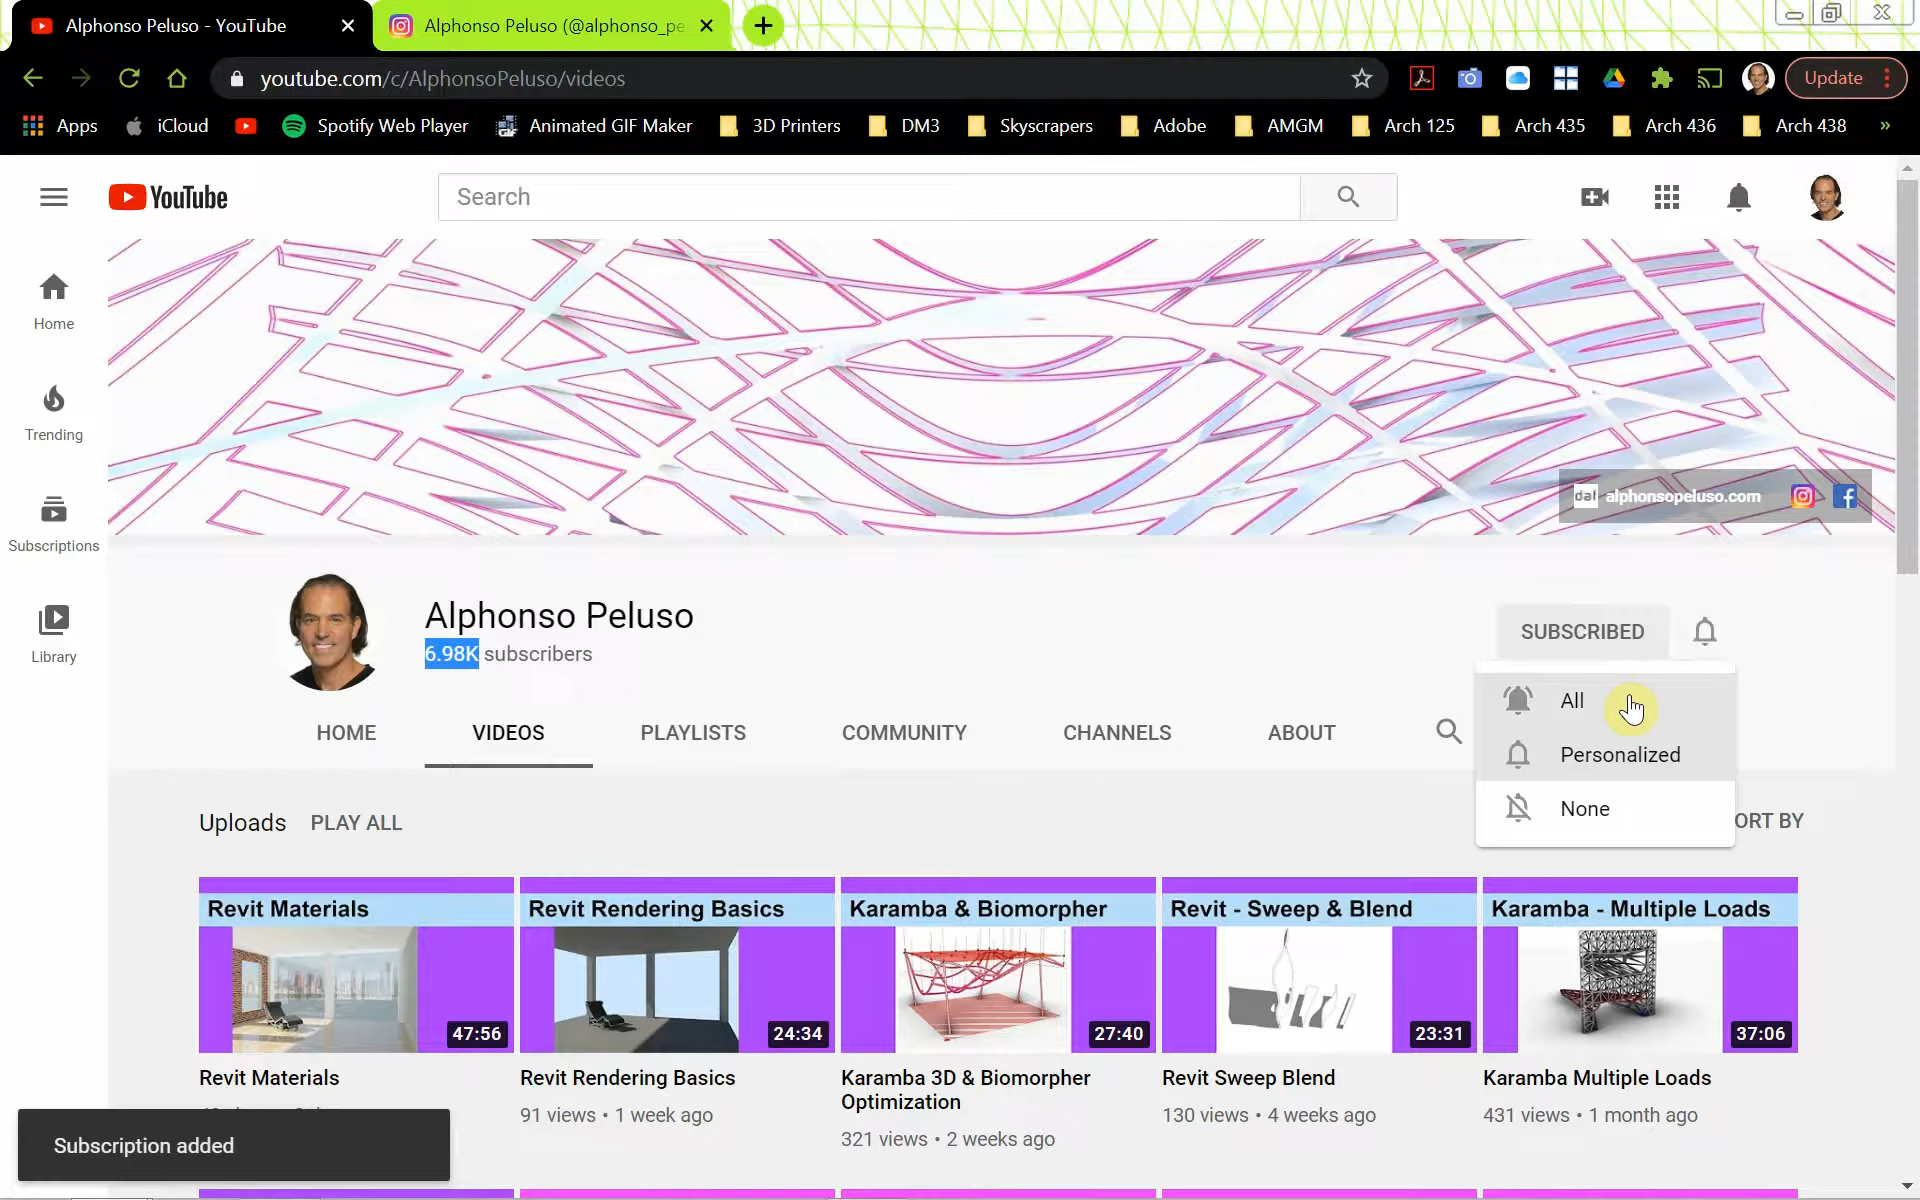 Alphonso Peluso - YouTube
Alphonso Peluso (@alphonso_pe
youtube.com/c/AlphonsoPeluso/videos
Update
Apps
iCloud
Spotify Web Player
Animated GIF Maker
3D Printers
DM3
Skyscrapers
Adobe
AMGM
Arch 125
Arch 435
Arch 436
Arch 438
»
YouTube
Search
Home
Trending
Subscriptions
Library
dal alphonsopeluso.com
Alphonso Peluso
6.98K subscribers
SUBSCRIBED
All
Personalized
None
HOME
VIDEOS
PLAYLISTS
COMMUNITY
CHANNELS
ABOUT
Uploads
PLAY ALL
ORT BY
Revit Materials
47:56
Revit Rendering Basics
24:34
Karamba & Biomorpher
27:40
Revit - Sweep & Blend
23:31
Karamba - Multiple Loads
37:06
Revit Materials
Revit Rendering Basics
91 views • 1 week ago
Karamba 3D & Biomorpher
Optimization
321 views • 2 weeks ago
Revit Sweep Blend
130 views • 4 weeks ago
Karamba Multiple Loads
431 views • 1 month ago
Subscription added